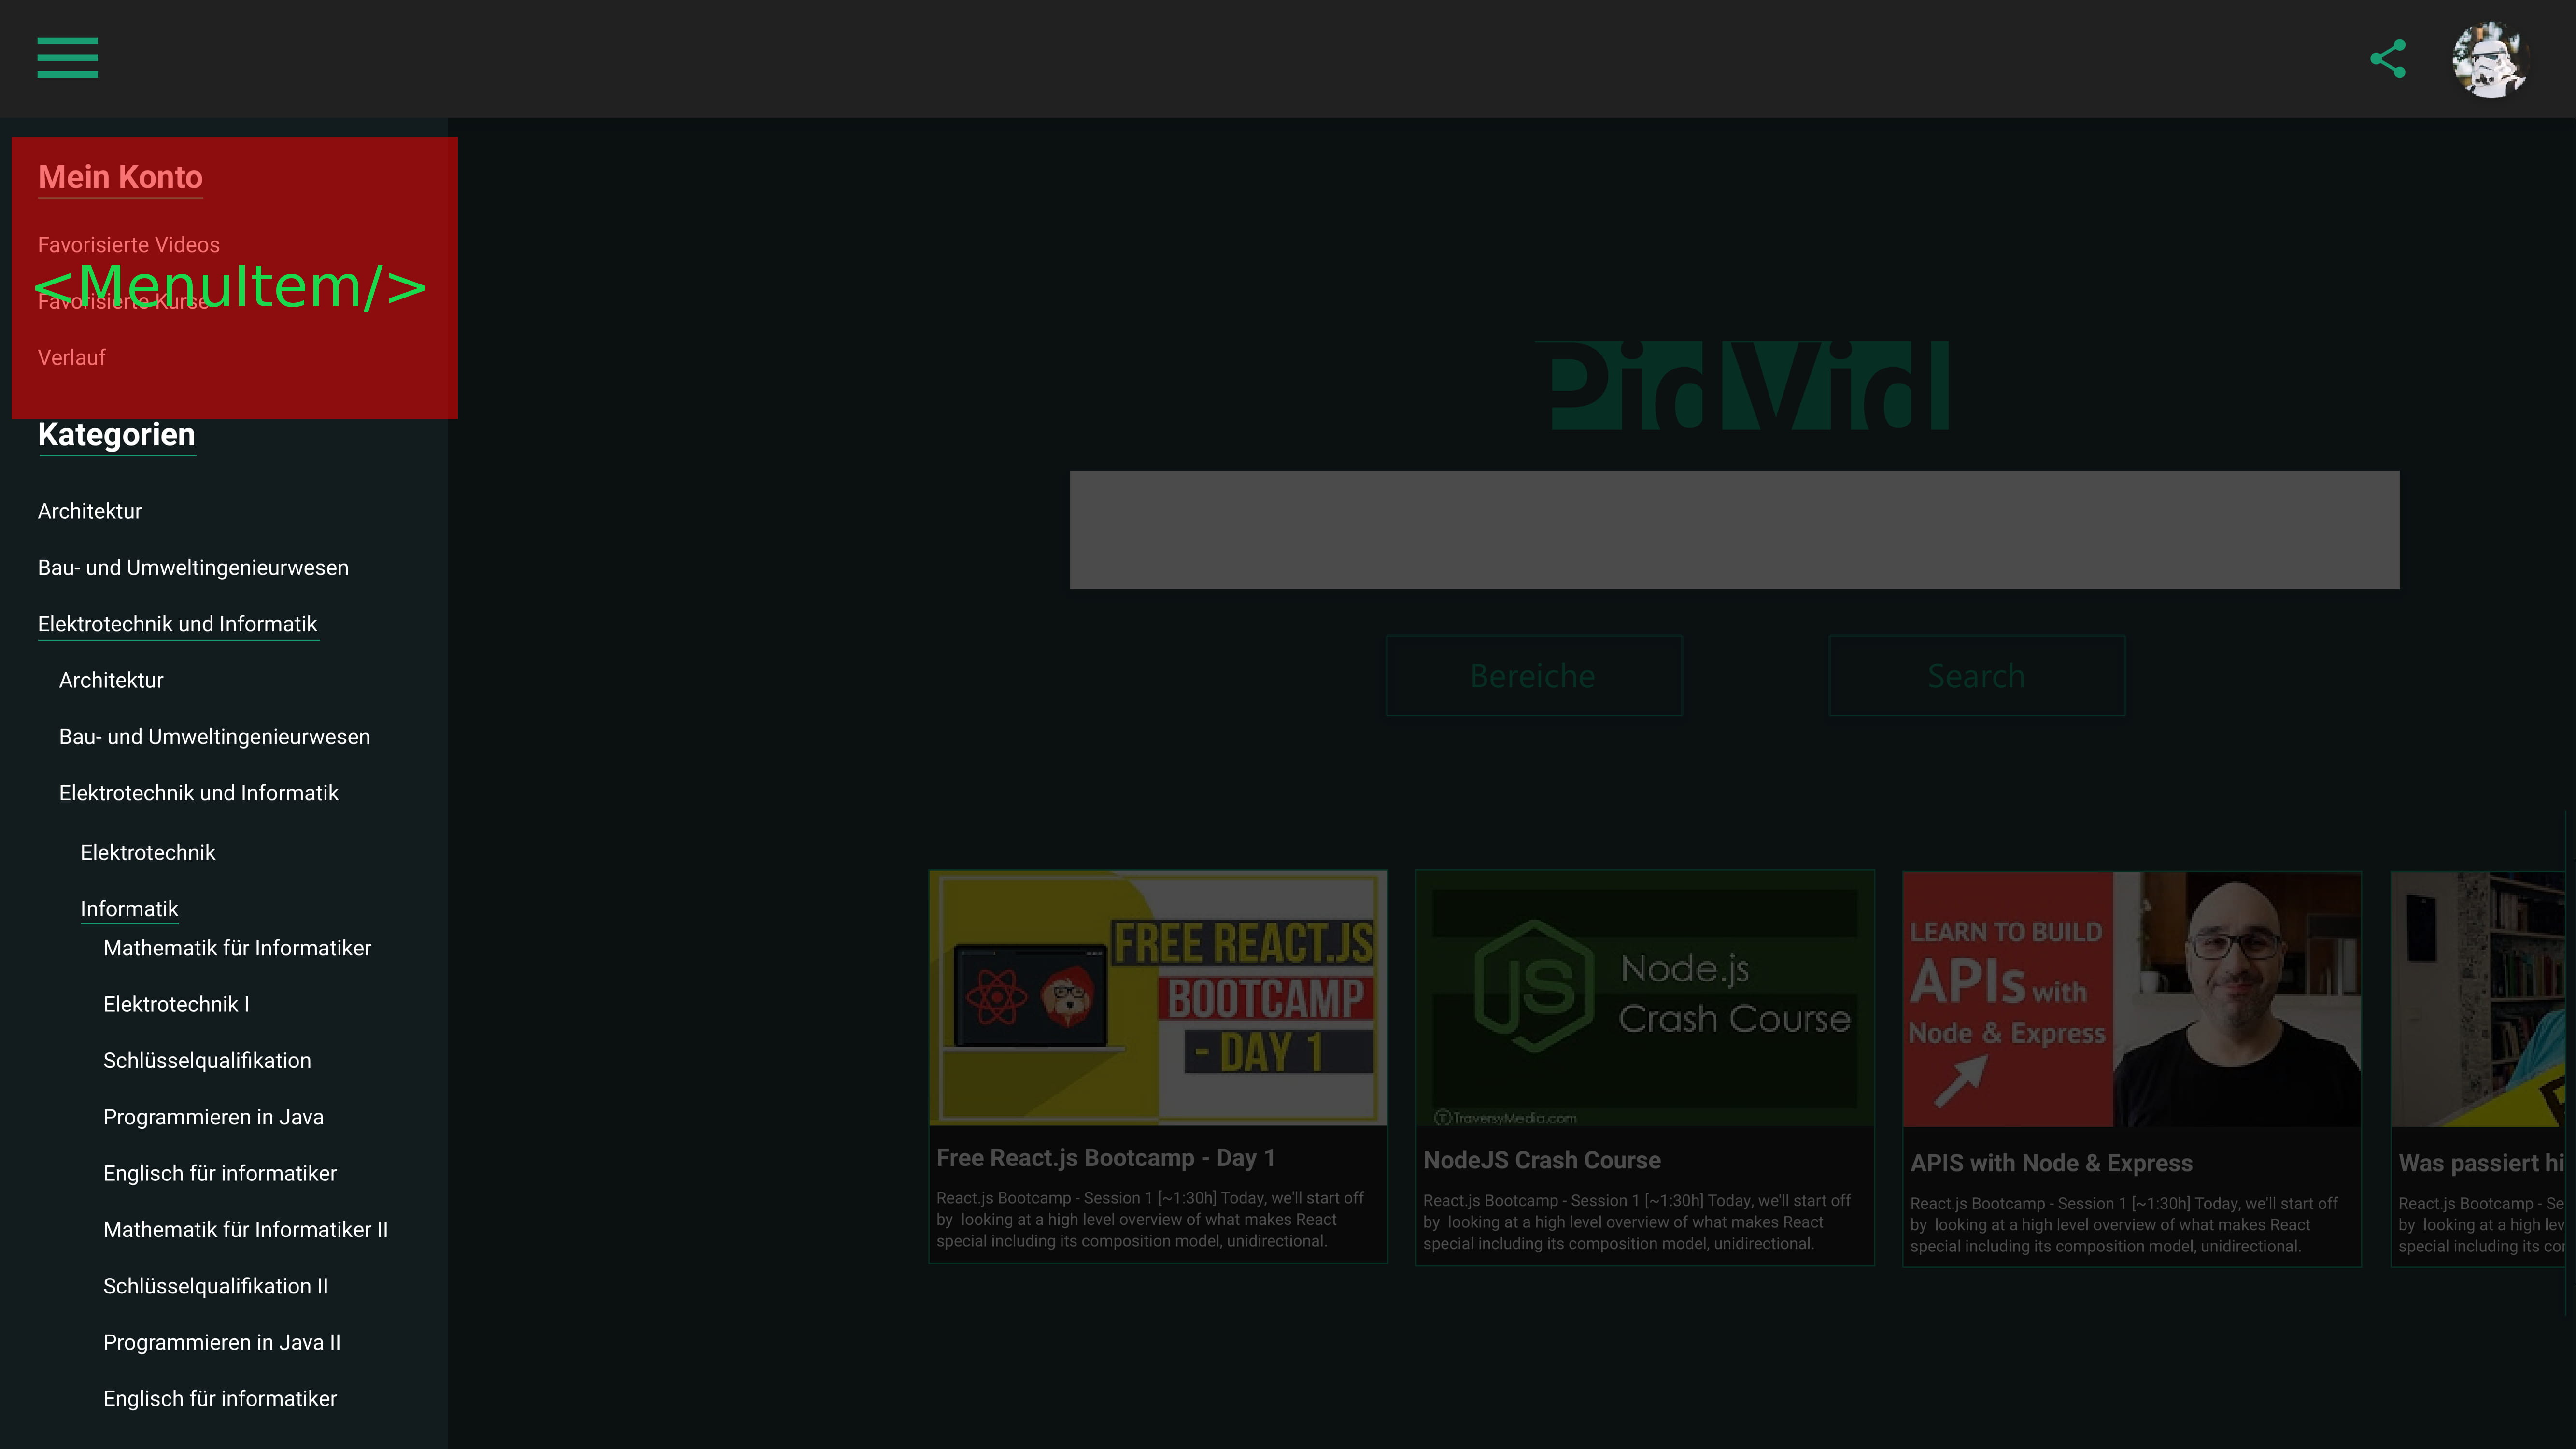 Mein Konto
Favorisierte Videos
<MenuItem/>
Favorisierte Kurse
Verlauf
Kategorien
Architektur
Bau- und Umweltingenieurwesen
Elektrotechnik und Informatik
Architektur
Bau- und Umweltingenieurwesen
Elektrotechnik und Informatik
Elektrotechnik
Informatik
Mathematik für Informatiker
Elektrotechnik I
Schlüsselqualifikation
Programmieren in Java
Englisch für informatiker
Mathematik für Informatiker II
Schlüsselqualifikation II
Programmieren in Java II
Englisch für informatiker
PidVid
Bereiche
Search
FREE REACT.JS
BOOTCAMP
- DAY 1
Free React.js Bootcamp - Day 1
React.js Bootcamp - Session 1 [~1:30h] Today, we'll start off
by looking at a high level overview of what makes React
special including its composition model, unidirectional.
JS
Node.js
Crash Course
TraversyMedia.com
NodeJS Crash Course
React.js Bootcamp - Session 1 [~1:30h] Today, we'll start off
by looking at a high level overview of what makes React
special including its composition model, unidirectional.
LEARN TO BUILD
APIs with
Node & Express
APIS with Node & Express
React.js Bootcamp - Session 1 [~1:30h] Today, we'll start off
by looking at a high level overview of what makes React
special including its composition model, unidirectional.
Was passiert hi
React.js Bootcamp - Se
by looking at a high lev
special including its co